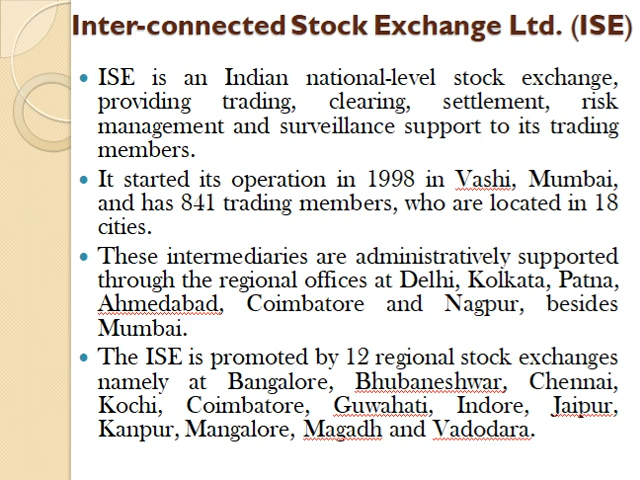 Inter-connected Stock Exchange Ltd. (ISE)
• ISE is an Indian national-level stock exchange,
providing trading, clearing, settlement, risk
management and surveillance support to its trading
members.
• It started its operation in 1998 in Vashi, Mumbai,
and has 841 trading members, who are located in 18
cities.
• These intermediaries are administratively supported
through the regional offices at Delhi, Kolkata, Patna,
Ahmedabad, Coimbatore and Nagpur, besides
Mumbai.
• The ISE is promoted by 12 regional stock exchanges
namely at Bangalore, Bhubaneshwar, Chennai,
Kochi, Coimbatore, Guwahati, Indore, Jaipur,
Kanpur, Mangalore, Magadh and Vadodara.